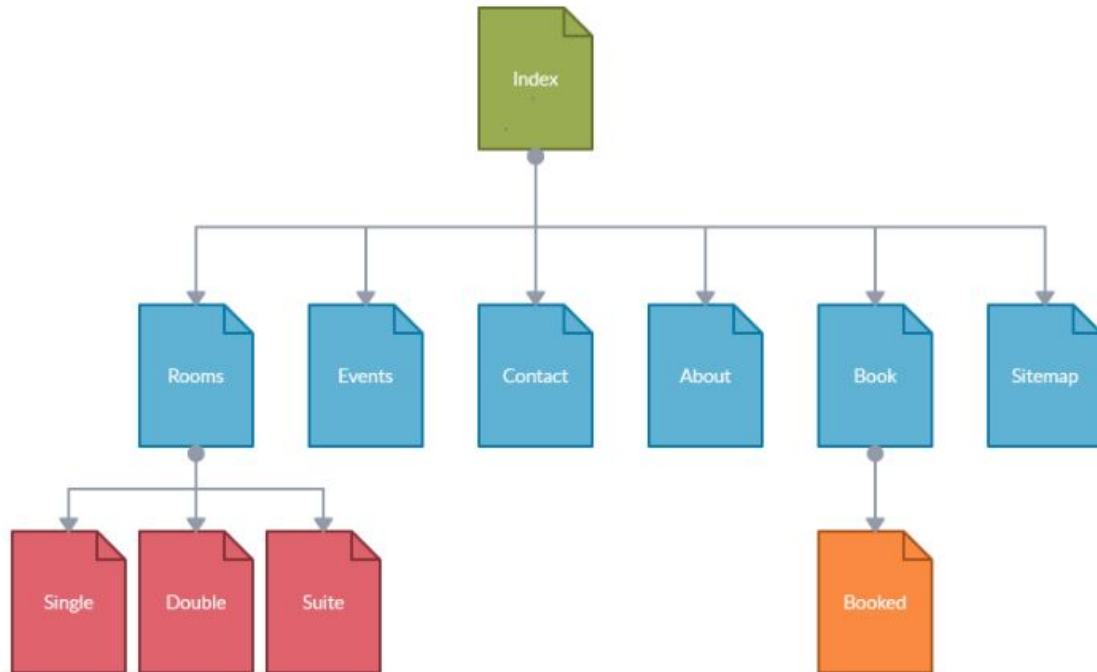 Index
Rooms
Events
Contact
About
Book
Sitemap
Single
Double
Suite
Booked